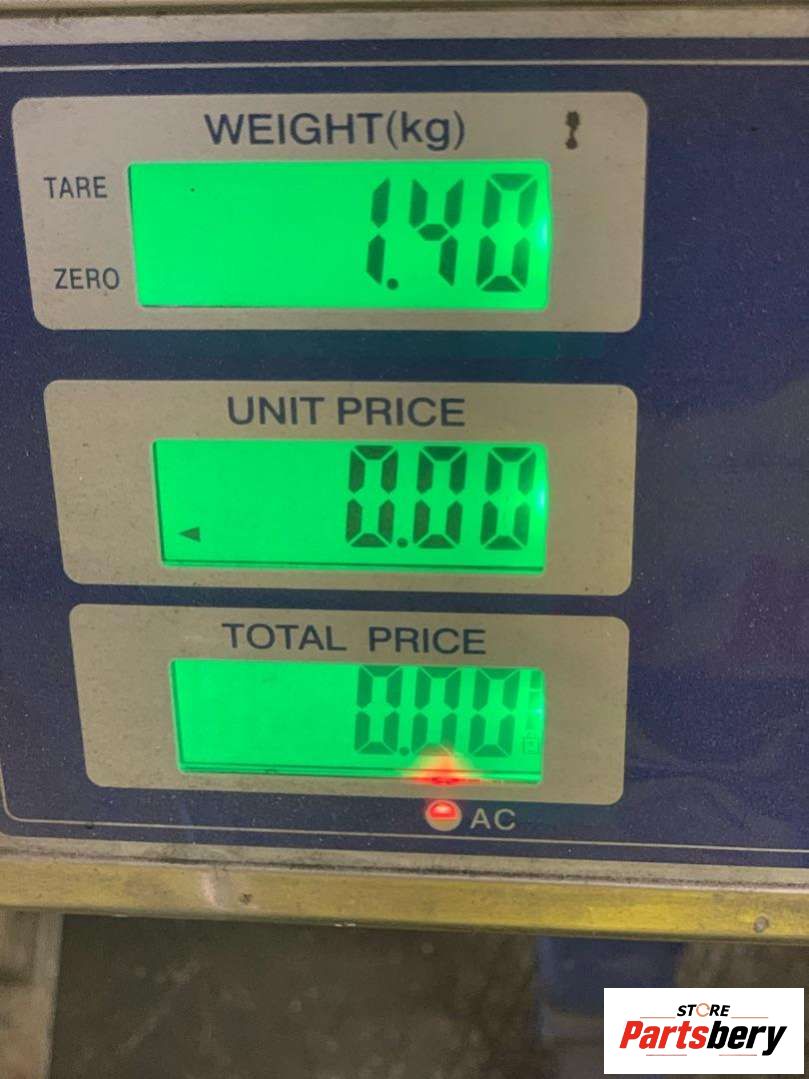 WEIGHT(kg)
TARE
1.40
ZERO
UNIT PRICE
0.00
TOTAL PRICE
0.00
AC
STORE
Partsbery